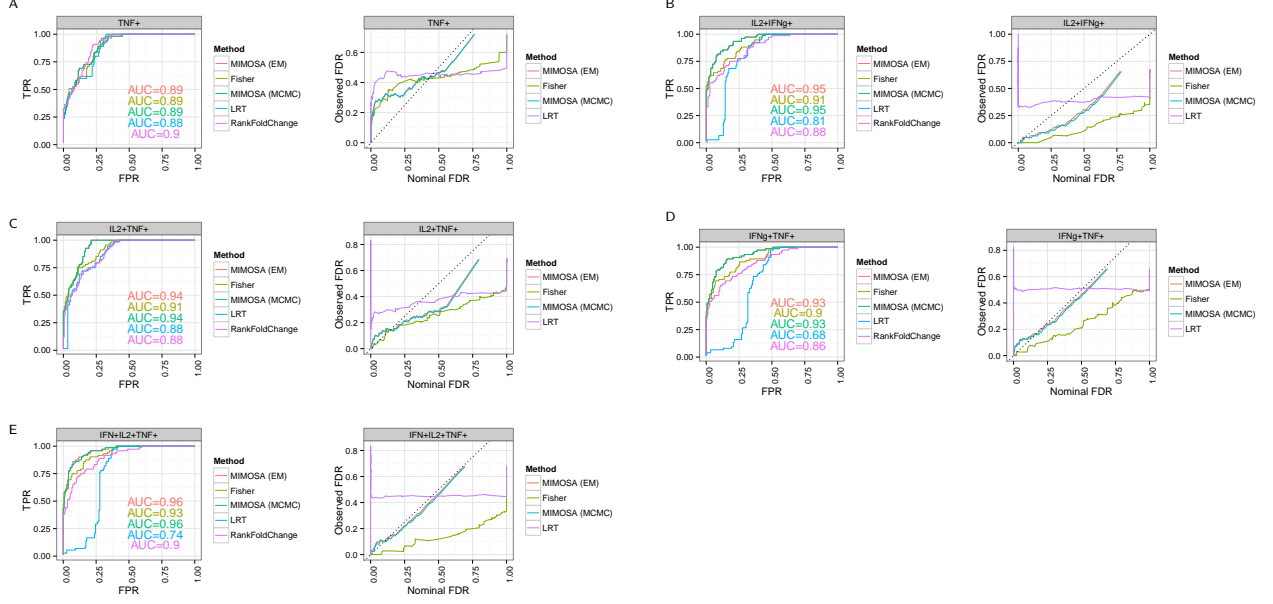 A
TNF+
1.00
0.75
0.50
0.25
0.00
TPR
AUC=0.89
AUC=0.89
AUC=0.89
AUC=0.88
AUC=0.9
0.00
0.25
0.50
0.75
1.00
FPR
Method
MIMOSA (EM)
Fisher
MIMOSA (MCMC)
LRT
RankFoldChange
TNF+
0.6
0.4
0.2
0.0
Observed FDR
0.00
0.25
0.50
0.75
1.00
Nominal FDR
Method
MIMOSA (EM)
Fisher
MIMOSA (MCMC)
LRT
B
IL2+IFNg+
1.00
0.75
0.50
0.25
0.00
TPR
AUC=0.95
AUC=0.91
AUC=0.95
AUC=0.81
AUC=0.88
0.00
0.25
0.50
0.75
1.00
FPR
Method
MIMOSA (EM)
Fisher
MIMOSA (MCMC)
LRT
RankFoldChange
IL2+IFNg+
1.00
0.75
0.50
0.25
0.00
Observed FDR
0.00
0.25
0.50
0.75
1.00
Nominal FDR
Method
MIMOSA (EM)
Fisher
MIMOSA (MCMC)
LRT
C
IL2+TNF+
1.00
0.75
0.50
0.25
0.00
TPR
AUC=0.94
AUC=0.91
AUC=0.94
AUC=0.88
AUC=0.88
0.00
0.25
0.50
0.75
1.00
FPR
Method
MIMOSA (EM)
Fisher
MIMOSA (MCMC)
LRT
RankFoldChange
IL2+TNF+
0.8
0.6
0.4
0.2
0.0
Observed FDR
0.00
0.25
0.50
0.75
1.00
Nominal FDR
Method
MIMOSA (EM)
Fisher
MIMOSA (MCMC)
LRT
D
IFNg+TNF+
1.00
0.75
0.50
0.25
0.00
TPR
AUC=0.93
AUC=0.9
AUC=0.93
AUC=0.68
AUC=0.86
0.00
0.25
0.50
0.75
1.00
FPR
Method
MIMOSA (EM)
Fisher
MIMOSA (MCMC)
LRT
RankFoldChange
IFNg+TNF+
0.8
0.6
0.4
0.2
0.0
Observed FDR
0.00
0.25
0.50
0.75
1.00
Nominal FDR
Method
MIMOSA (EM)
Fisher
MIMOSA (MCMC)
LRT
E
IFN+IL2+TNF+
1.00
0.75
0.50
0.25
0.00
TPR
AUC=0.96
AUC=0.93
AUC=0.96
AUC=0.74
AUC=0.9
0.00
0.25
0.50
0.75
1.00
FPR
Method
MIMOSA (EM)
Fisher
MIMOSA (MCMC)
LRT
RankFoldChange
IFN+IL2+TNF+
0.8
0.6
0.4
0.2
0.0
Observed FDR
0.00
0.25
0.50
0.75
1.00
Nominal FDR
Method
MIMOSA (EM)
Fisher
MIMOSA (MCMC)
LRT